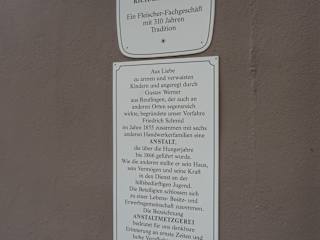 Ein Fleischer-Fachgeschäft
mit 310 Jahren
Tradition
Aus Liebe
zu armen und verwaisten
Kindern und angeregt durch
Gustav Werner
aus Reutlingen, der auch an
anderen Orten segensreich
wirkte, begründete unser Vorfahre
Friedrich Schmid
im Jahre 1855 zusammen mit sechs
anderen Handwerkerfamilien eine
ANSTALT,
die über die Hungerjahre
bis 1866 geführt wurde.
Wie die anderen stellte er sein Haus,
sein Vermögen und seine Kraft
in den Dienst an der
hilfsbedürftigen Jugend.
Die Beteiligten schlossen sich
zu einer Lebens- Besitz- und
Erwerbsgemeinschaft zusammen.
Die Bezeichnung
ANSTALTMETZGEREI
bedeutet für uns dankbare
Erinnerung an ernste Zeiten und